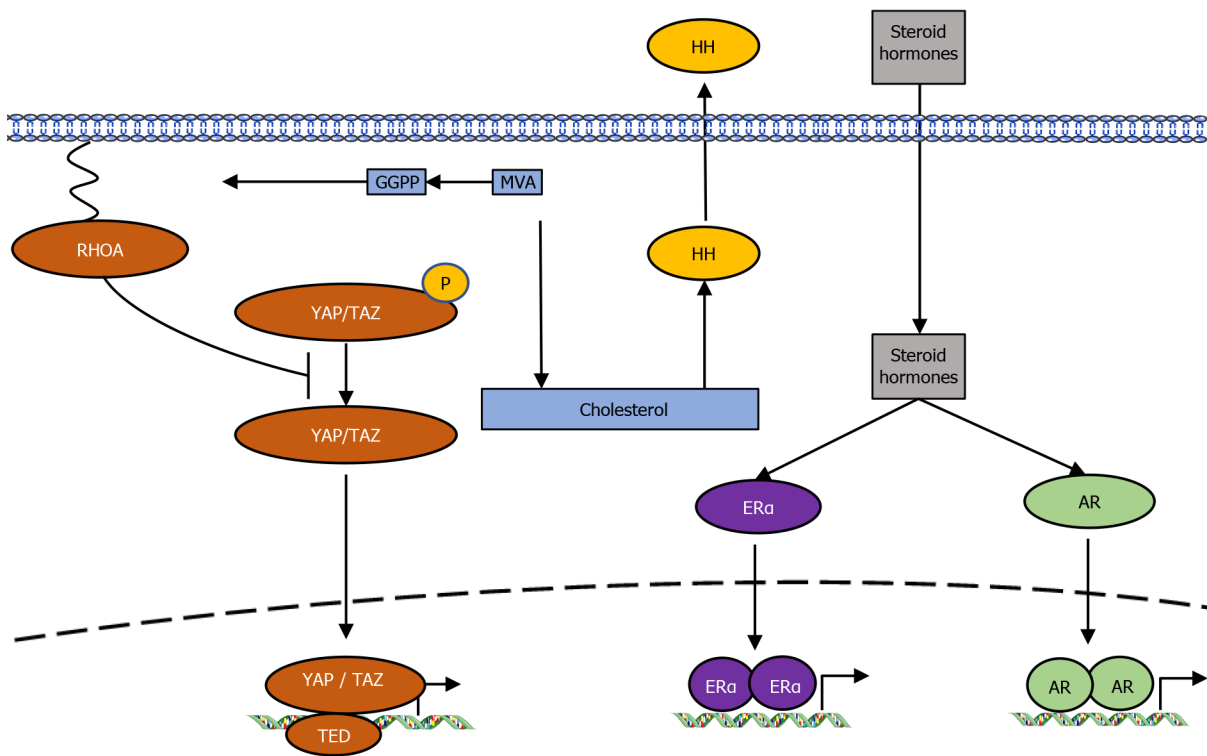 HH
Steroid
hormones
GGPP
MVA
RHOA
HH
P
YAP/TAZ
Steroid
hormones
Cholesterol
YAP/TAZ
ERα
AR
YAP / TAZ
TED
ERα
ERα
AR
AR